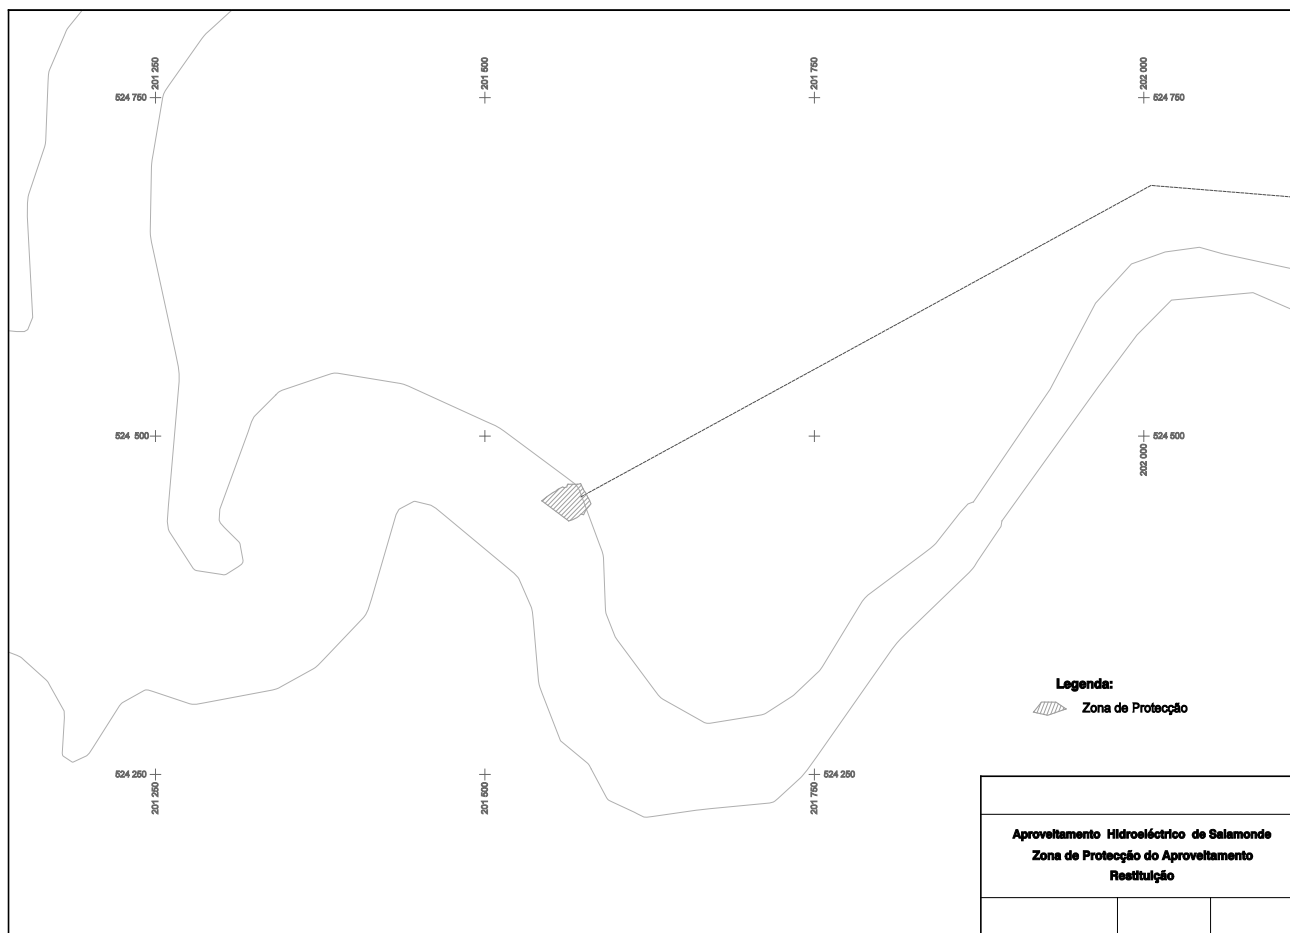 201 250
201 500
201 750
202 000
524 750
524 750
524 500
524 500
202 000
Legenda:
Zona de Protecção
524 250
524 250
201 250
201 500
201 750
Aproveitamento Hidroeléctrico de Salamonde
Zona de Protecção do Aproveitamento
Restituição